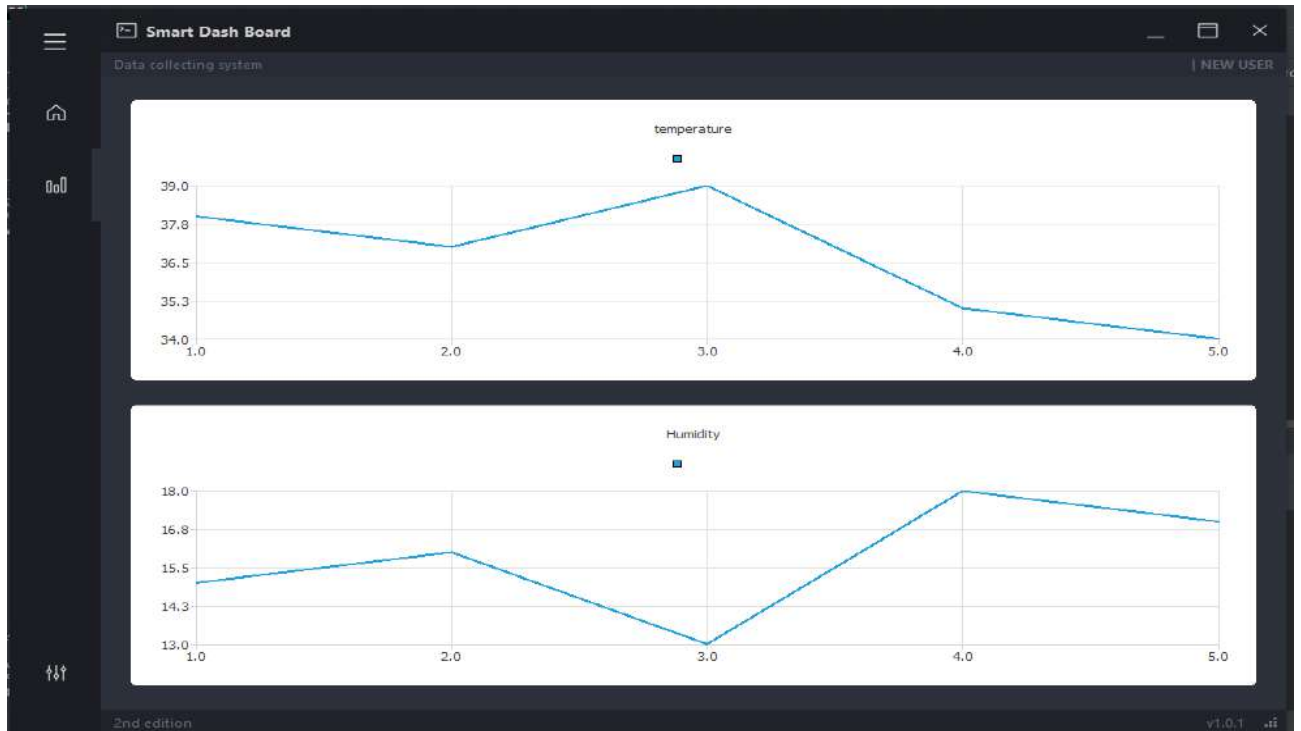 Smart Dash Board
Data collecting system | NEW USER
temperature
39.0
37.8
36.5
35.3
34.0
1.0 2.0 3.0 4.0 5.0
Humidity
18.0
16.8
15.5
14.3
13.0
1.0 2.0 3.0 4.0 5.0
2nd edition v1.0.1